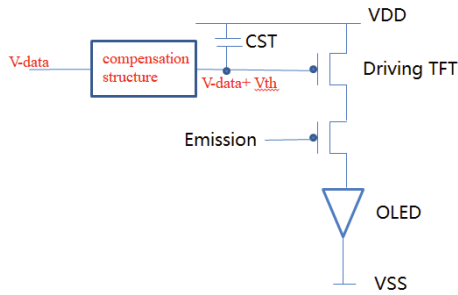 VDD
CST
V-data
compensation
structure
Driving TFT
V-data+ Vth
Emission
OLED
VSS